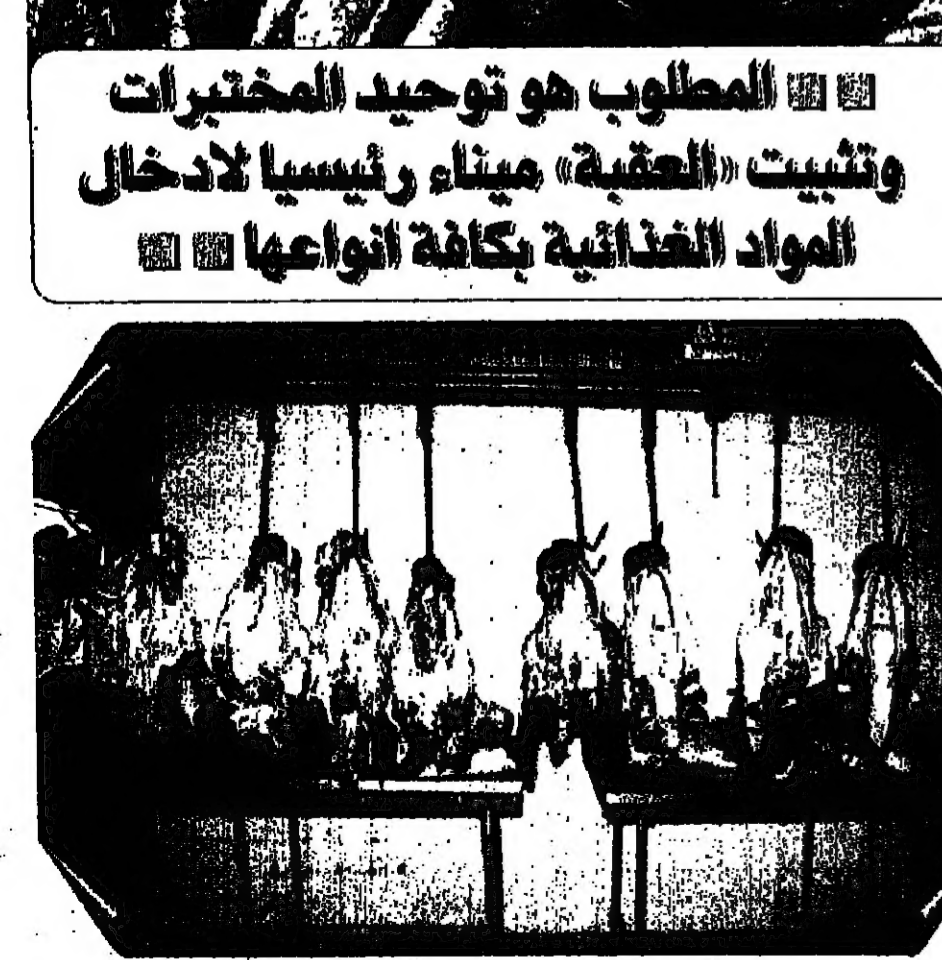 المطلوب هو توحيد المختبرات
وتثبيت «العقبة» ميناء رئيسيا لادخال
المواد الغذائية بكافة انواعها